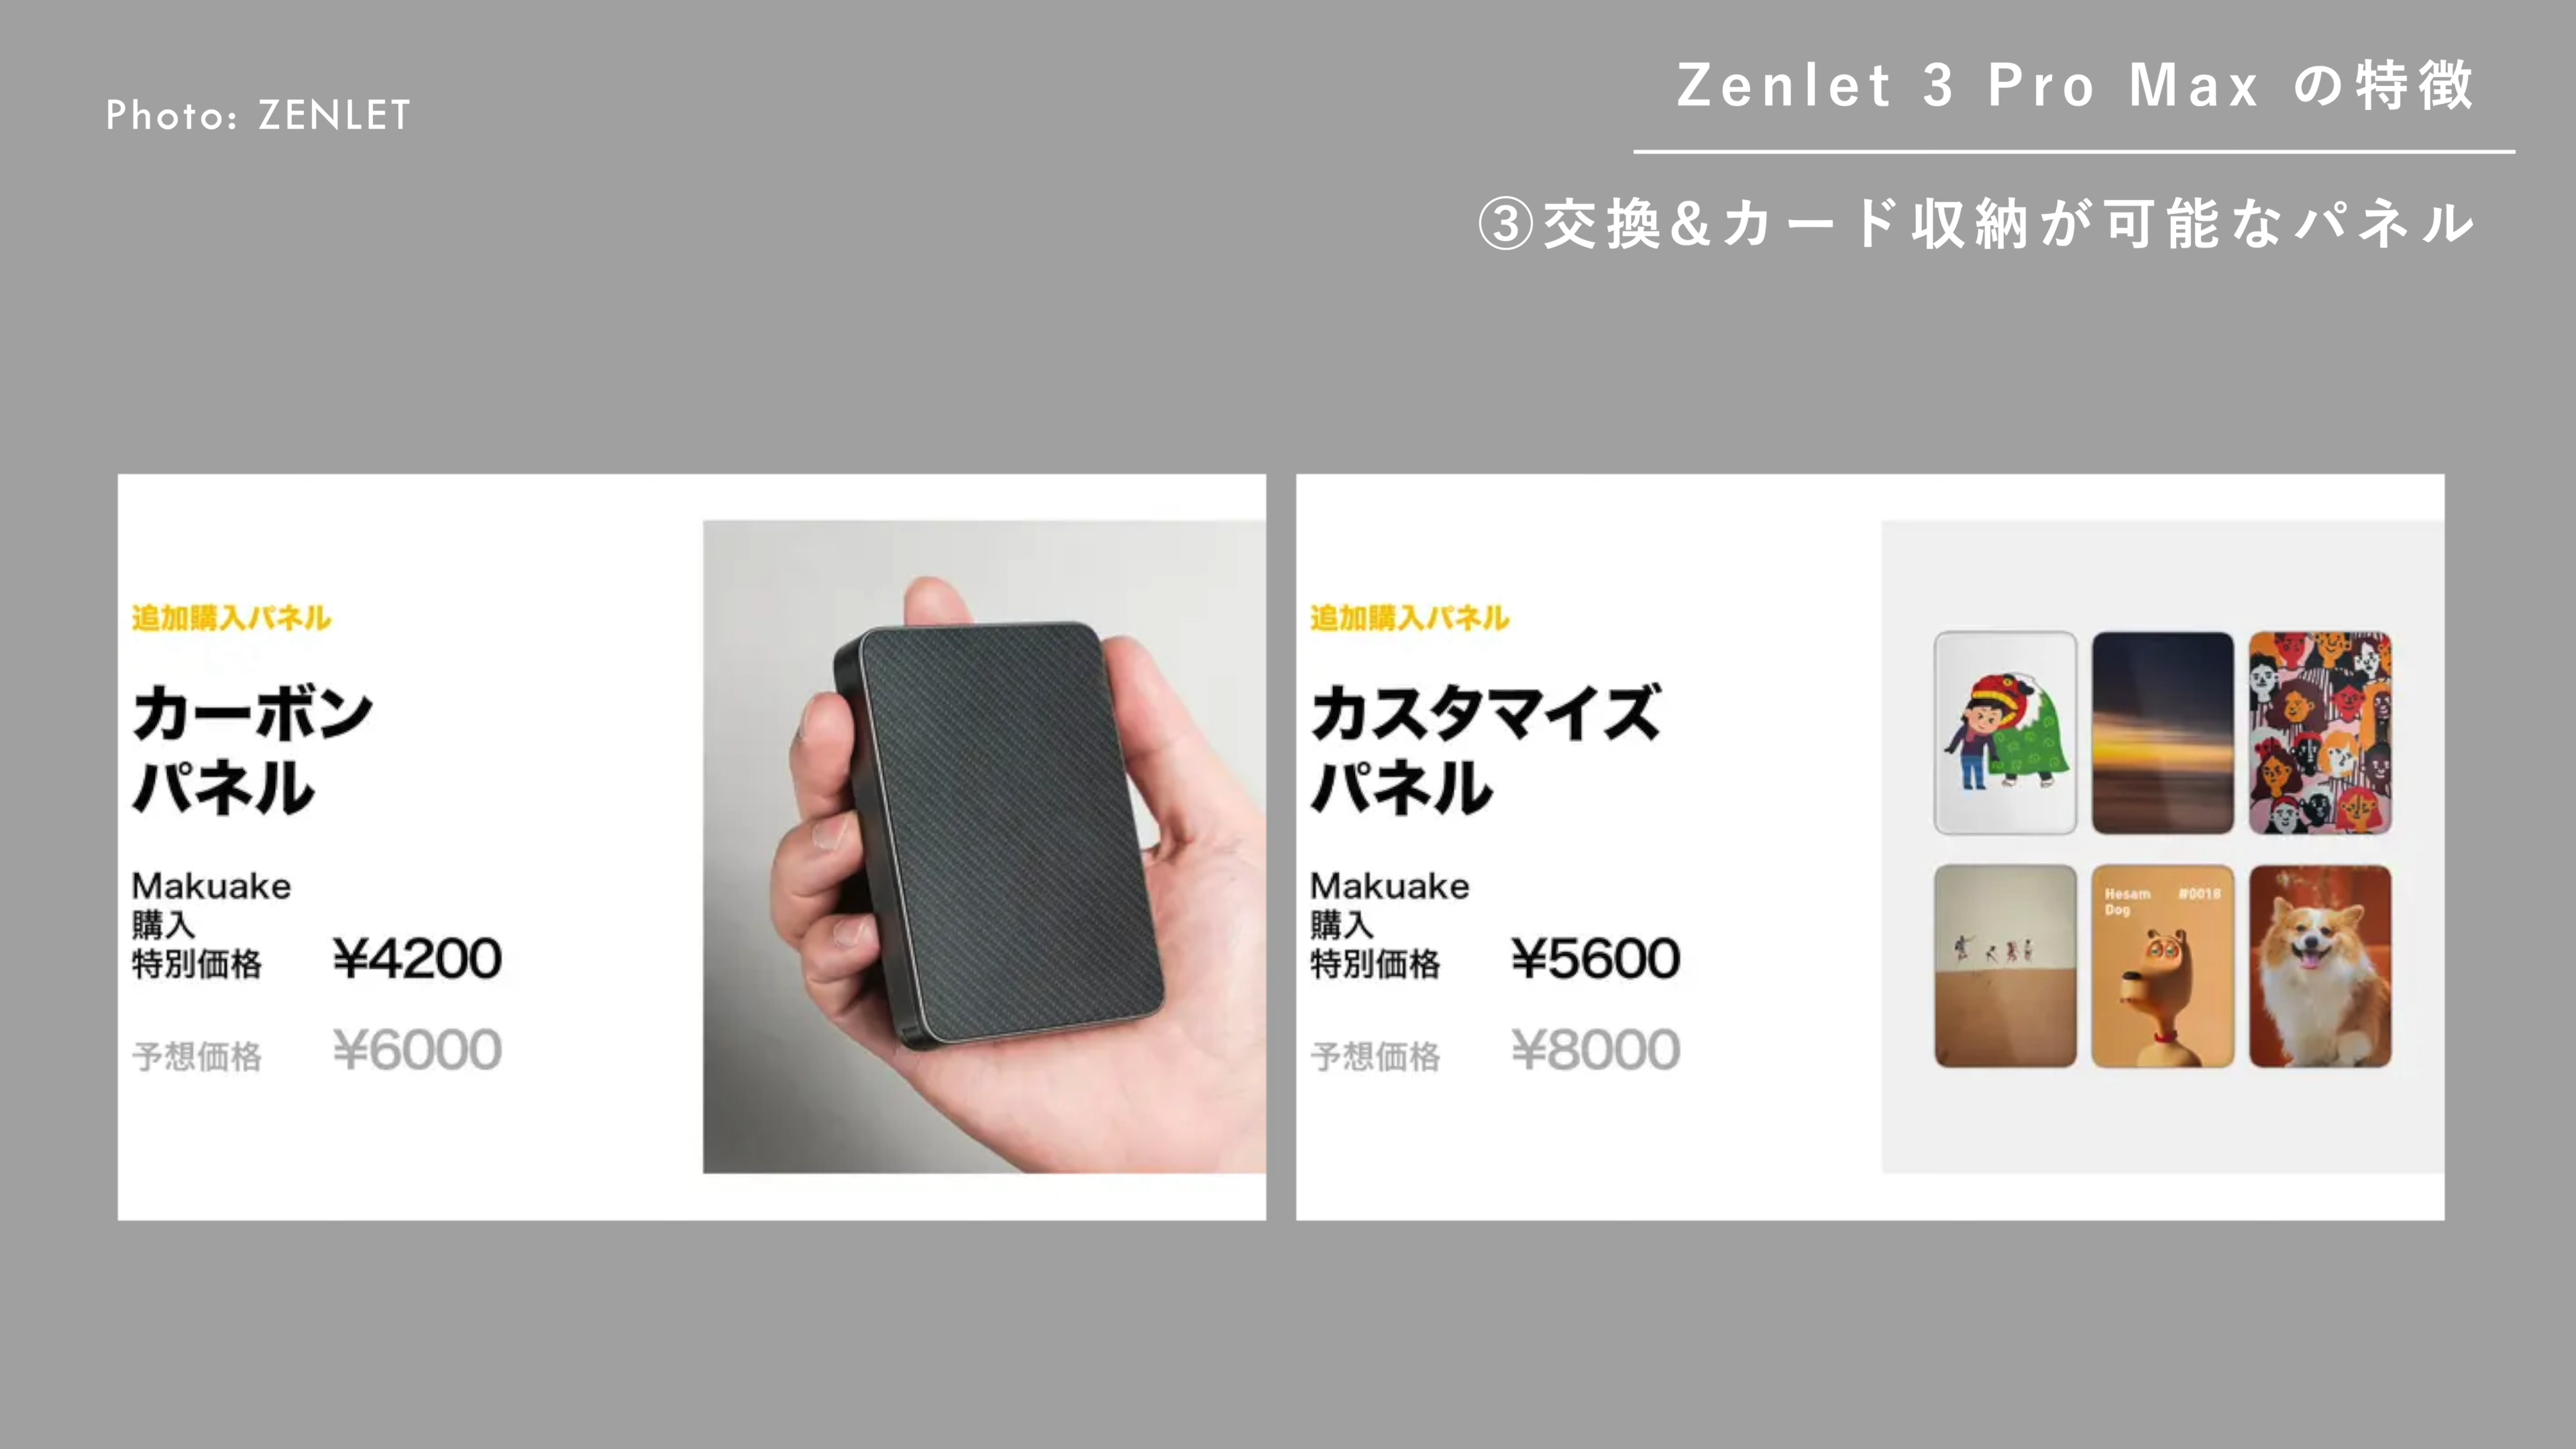 Photo: ZENLET
Zenlet 3 Pro Max の特徴
③交換&カード収納が可能なパネル
追加購入パネル
カーボン
パネル
Makuake
購入
特別価格 ¥4200
予想価格 ¥6000
追加購入パネル
カスタマイズ
パネル
Makuake
購入
特別価格 ¥5600
予想価格 ¥8000
Hesam #0018
Dog